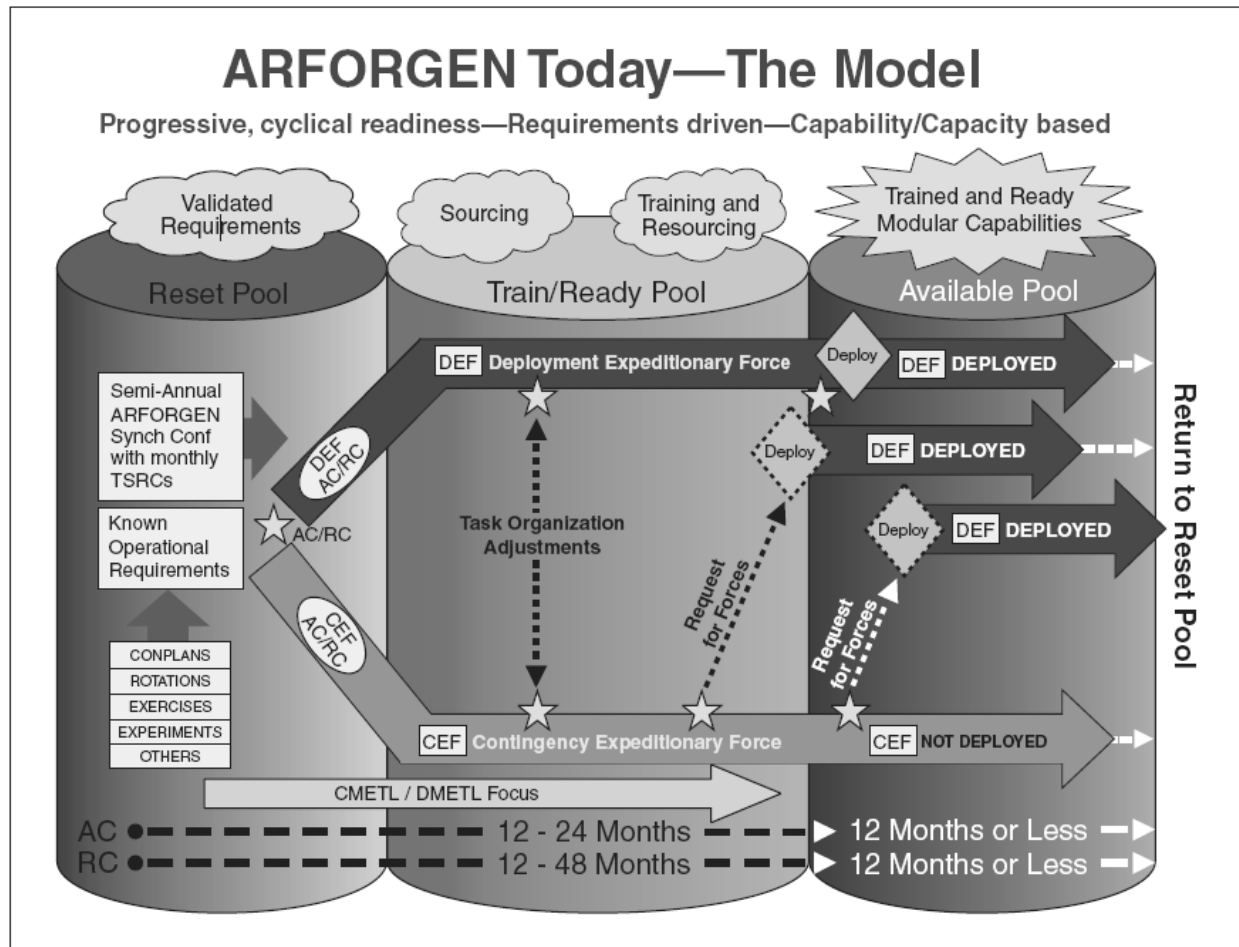 ARFORGEN Today—The Model
Progressive, cyclical readiness—Requirements driven—Capability/Capacity based
Validated
Requirements
Sourcing
Training and
Resourcing
Trained and Ready
Modular Capabilities
Reset Pool
Train/Ready Pool
Available Pool
DEF Deployment Expeditionary Force
Deploy
DEF DEPLOYED
Semi-Annual
ARFORGEN
Synch Conf
with monthly
TSRCs
DEF
AC/RC
Deploy
DEF DEPLOYED
Known
Operational
Requirements
AC/RC
Task Organization
Adjustments
Deploy
DEF DEPLOYED
Request
for Forces
Request
for Forces
Return to Reset Pool
CEF
AC/RC
CONPLANS
ROTATIONS
EXERCISES
EXPERIMENTS
OTHERS
CEF Contingency Expeditionary Force
CEF NOT DEPLOYED
CMETL / DMETL Focus
AC 12 - 24 Months 12 Months or Less
RC 12 - 48 Months 12 Months or Less